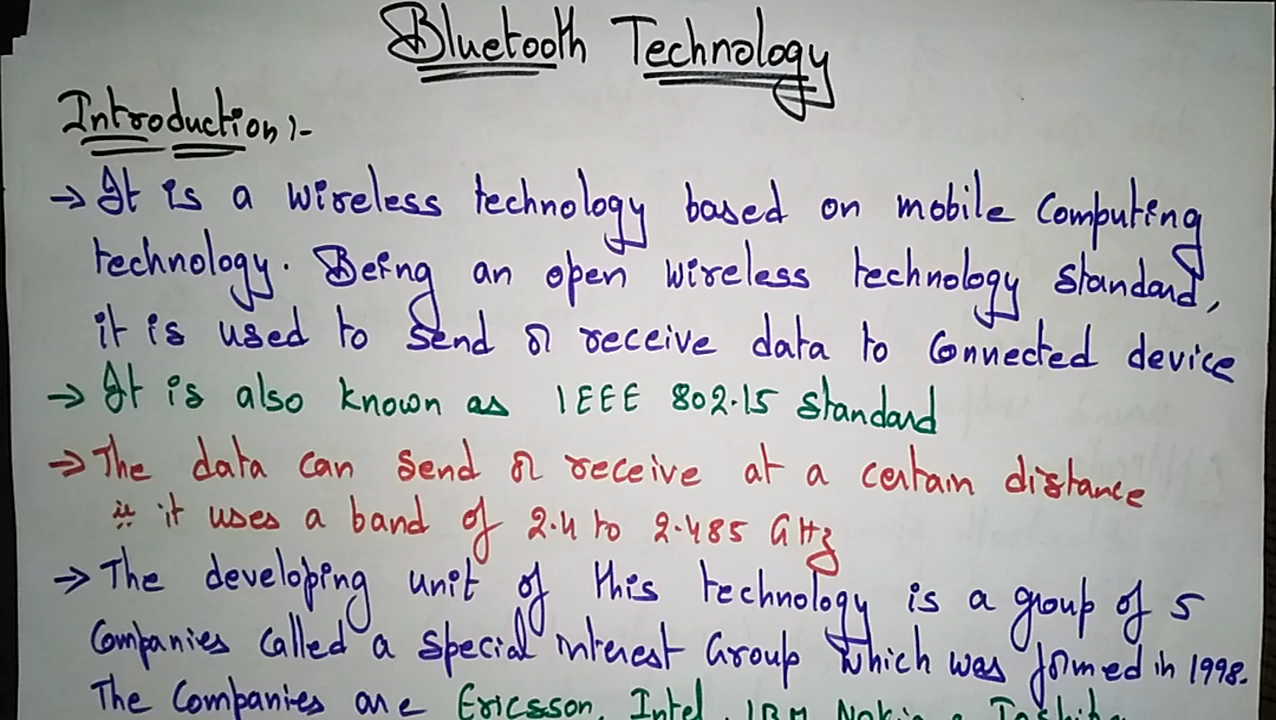 Bluetooth Technology
Introduction :-
→ It is a wireless technology based on mobile Computing
technology. Being an open wireless technology standard,
it is used to send or receive data to Connected device
→ It is also known as IEEE 802.15 standard
→ The data can send or receive at a certain distance
ie it uses a band of 2.4 to 2.485 GHz
→ The developing unit of this technology is a group of 5
Companies called a special interest Group which was formed in 1998.
The Companies are Ericsson, Intel, IBM, Nokia & Toshiba